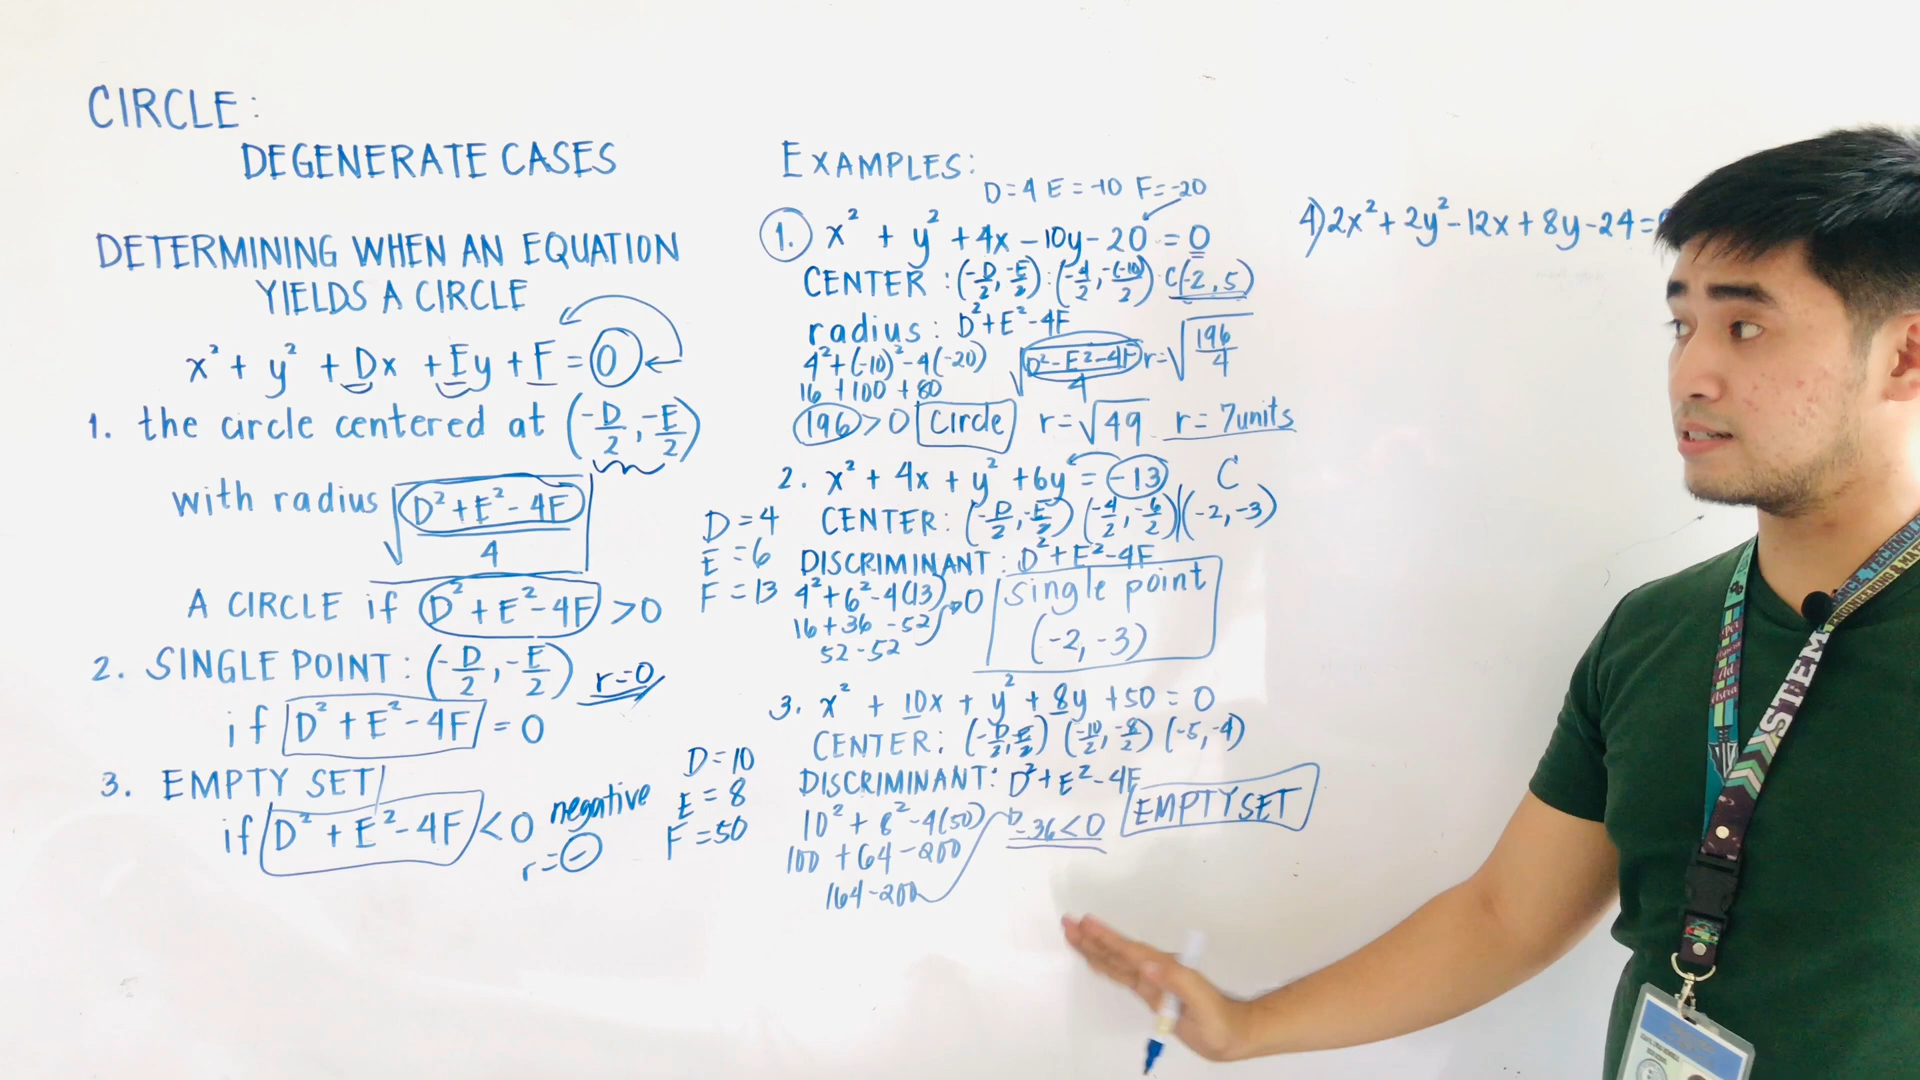 CIRCLE:
DEGENERATE CASES
DETERMINING WHEN AN EQUATION
YIELDS A CIRCLE
x² + y² + Dx + Ey + F = 0
1. the circle centered at (-D/2, -E/2)
with radius √((D² + E² - 4F)/4)
A CIRCLE if D² + E² - 4F > 0
2. SINGLE POINT: (-D/2, -E/2) r=0
if D² + E² - 4F = 0
3. EMPTY SET
if D² + E² - 4F < 0 negative
r = -
EXAMPLES:
D=4 E=-10 F=-20
1. x² + y² + 4x - 10y - 20 = 0
CENTER: (-D/2, -E/2) : (-4/2, -(-10)/2) C(-2, 5)
radius: D² + E² - 4F
4² + (-10)² - 4(-20) √((D² - E² - 4F)/4) r = √(196/4)
16 + 100 + 80
196 > 0 Circle r = √49 r = 7units
2. x² + 4x + y² + 6y = -13 C
D = 4 CENTER: (-D/2, -E/2) (-4/2, -6/2) (-2, -3)
E = 6 DISCRIMINANT: D² + E² - 4F
F = 13 4² + 6² - 4(13) 0 single point
16 + 36 - 52 (-2, -3)
52 - 52
3. x² + 10x + y² + 8y + 50 = 0
D = 10 CENTER: (-D/2, -E/2) (-10/2, -8/2) (-5, -4)
E = 8 DISCRIMINANT: D² + E² - 4F
F = 50 10² + 8² - 4(50) -36 < 0 EMPTY SET
100 + 64 - 200
164 - 200
4) 2x² + 2y² - 12x + 8y - 24 =
STEM
ENGINEERING & MA